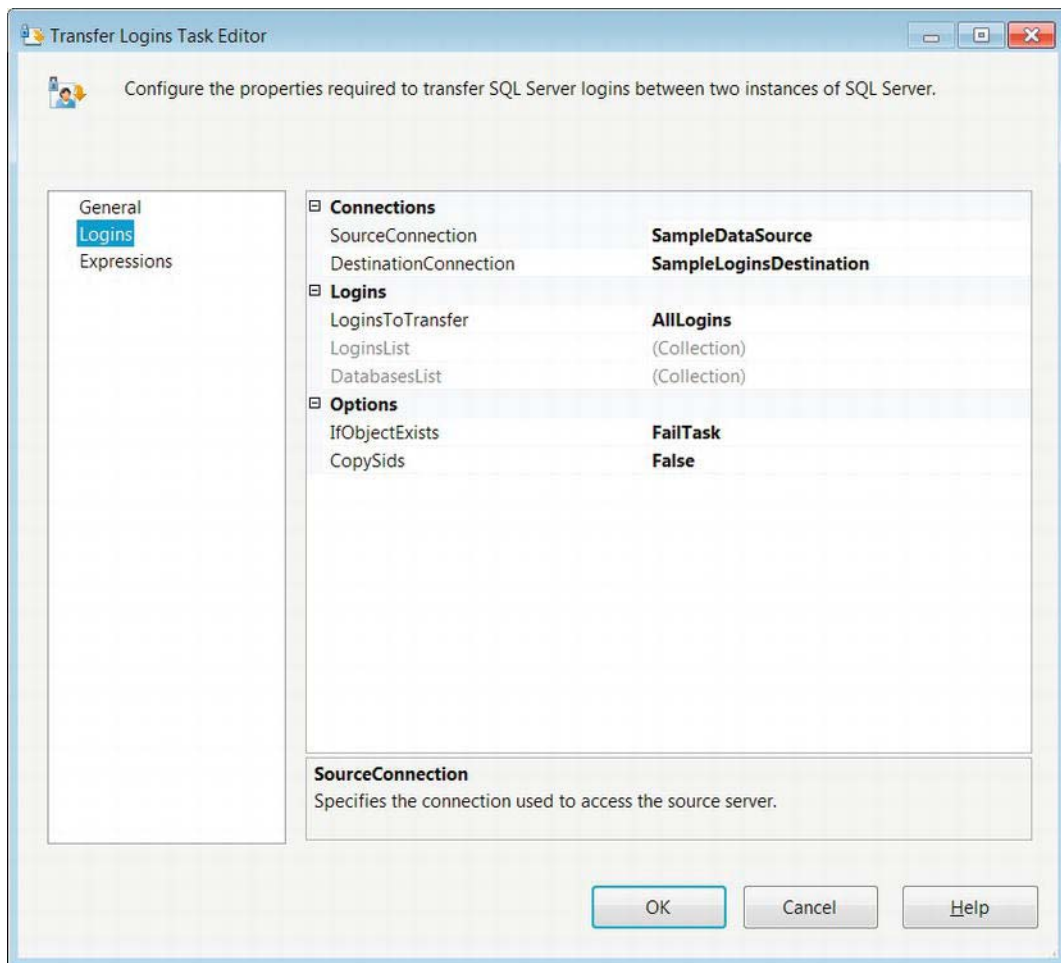 Transfer Logins Task Editor
Configure the properties required to transfer SQL Server logins between two instances of SQL Server.
General
Logins
Expressions
Connections
SourceConnection SampleDataSource
DestinationConnection SampleLoginsDestination
Logins
LoginsToTransfer AllLogins
LoginsList (Collection)
DatabasesList (Collection)
Options
IfObjectExists FailTask
CopySids False
SourceConnection
Specifies the connection used to access the source server.
OK Cancel Help